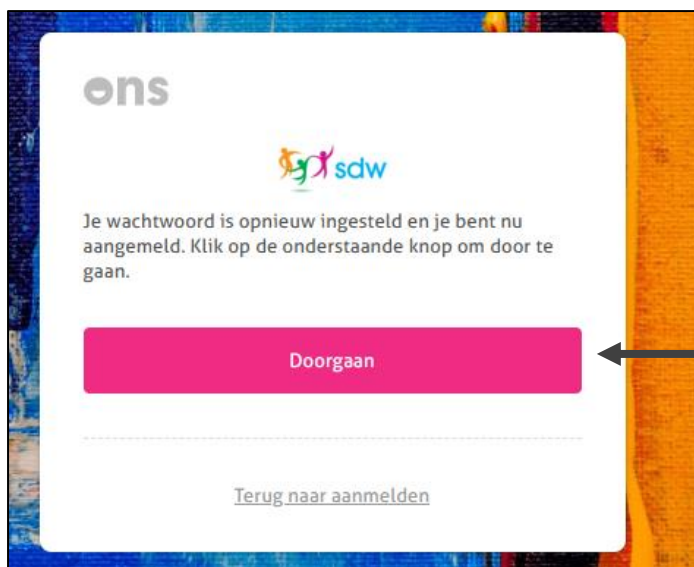 ons
sdw
Je wachtwoord is opnieuw ingesteld en je bent nu
aangemeld. Klik op de onderstaande knop om door te
gaan.
Doorgaan
Terug naar aanmelden